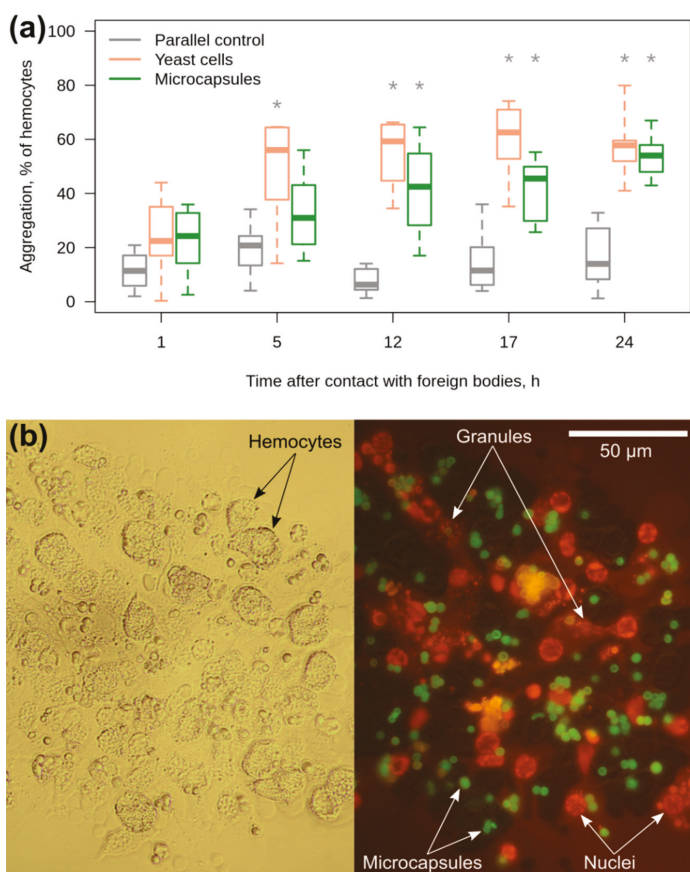 (a)
100
80
60
40
20
0
Aggregation, % of hemocytes
Parallel control
Yeast cells
Microcapsules
*
* *
* *
* *
1 5 12 17 24
Time after contact with foreign bodies, h
(b)
Hemocytes
Granules
50 µm
Microcapsules
Nuclei